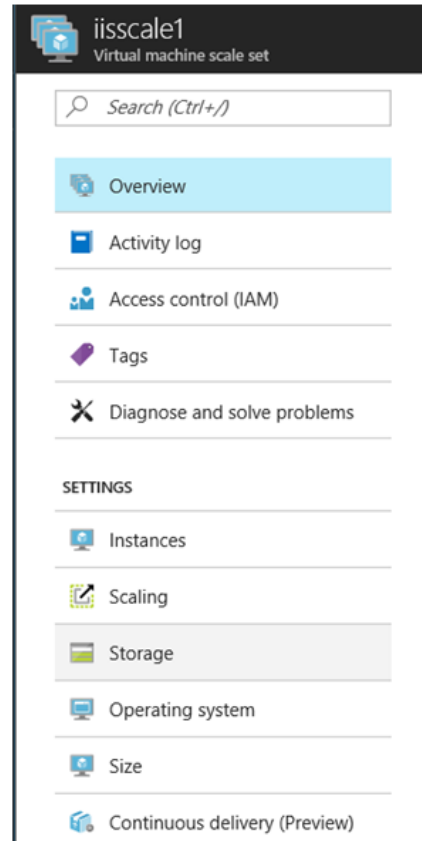 iisscale1
Virtual machine scale set
Search (Ctrl+/)
Overview
Activity log
Access control (IAM)
Tags
Diagnose and solve problems
SETTINGS
Instances
Scaling
Storage
Operating system
Size
Continuous delivery (Preview)